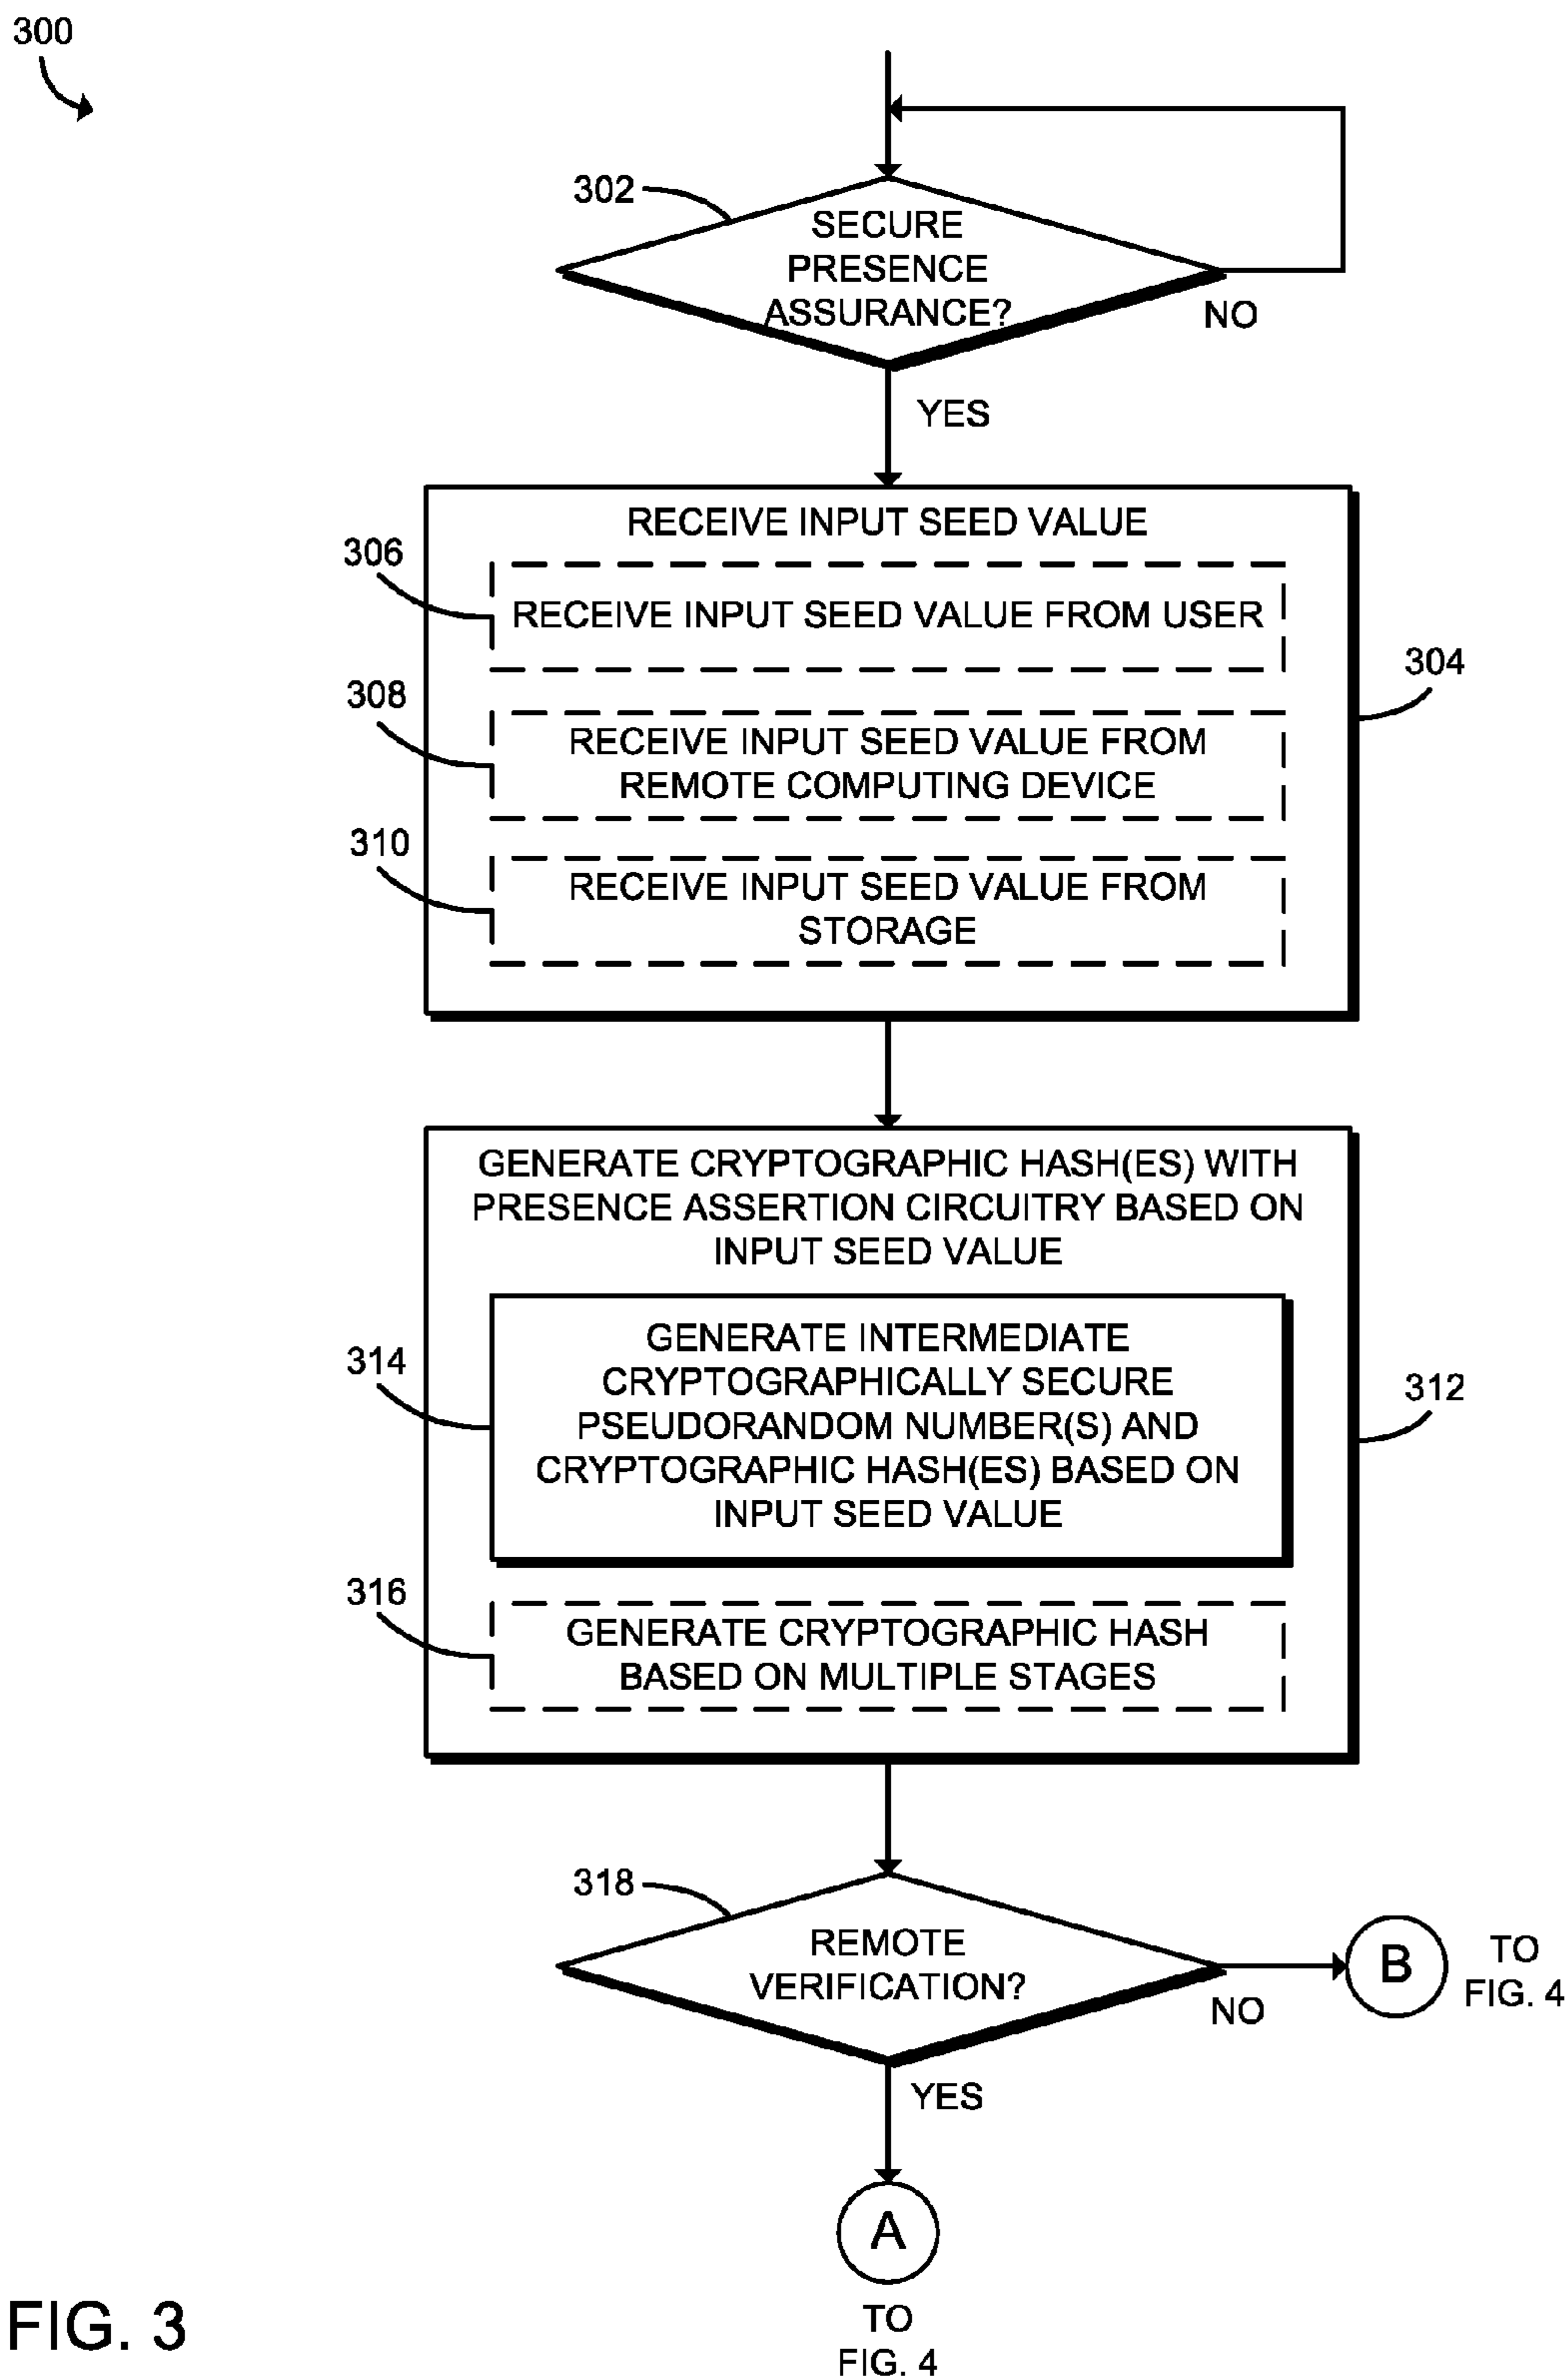 300
302
SECURE
PRESENCE
ASSURANCE?
NO
YES
RECEIVE INPUT SEED VALUE
306
RECEIVE INPUT SEED VALUE FROM USER
304
308
RECEIVE INPUT SEED VALUE FROM
REMOTE COMPUTING DEVICE
310
RECEIVE INPUT SEED VALUE FROM
STORAGE
GENERATE CRYPTOGRAPHIC HASH(ES) WITH
PRESENCE ASSERTION CIRCUITRY BASED ON
INPUT SEED VALUE
314
GENERATE INTERMEDIATE
CRYPTOGRAPHICALLY SECURE
PSEUDORANDOM NUMBER(S) AND
CRYPTOGRAPHIC HASH(ES) BASED ON
INPUT SEED VALUE
312
316
GENERATE CRYPTOGRAPHIC HASH
BASED ON MULTIPLE STAGES
318
REMOTE
VERIFICATION?
NO
B
TO
FIG. 4
YES
A
TO
FIG. 4
FIG. 3